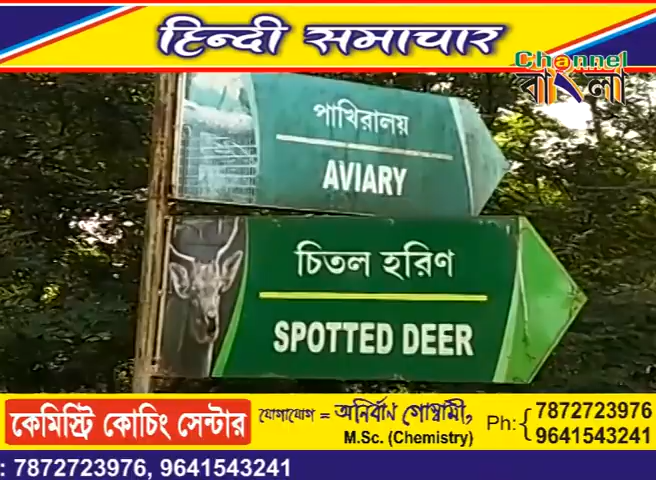 हिन्दी समाचार
Channel
বাংলা
পাখিরালয়
AVIARY
চিতল হরিণ
SPOTTED DEER
কেমিস্ট্রি কোচিং সেন্টার
যোগাযোগ = অনির্বাণ গোস্বামী,
M.Sc. (Chemistry)
Ph:{ 7872723976
9641543241
: 7872723976, 9641543241